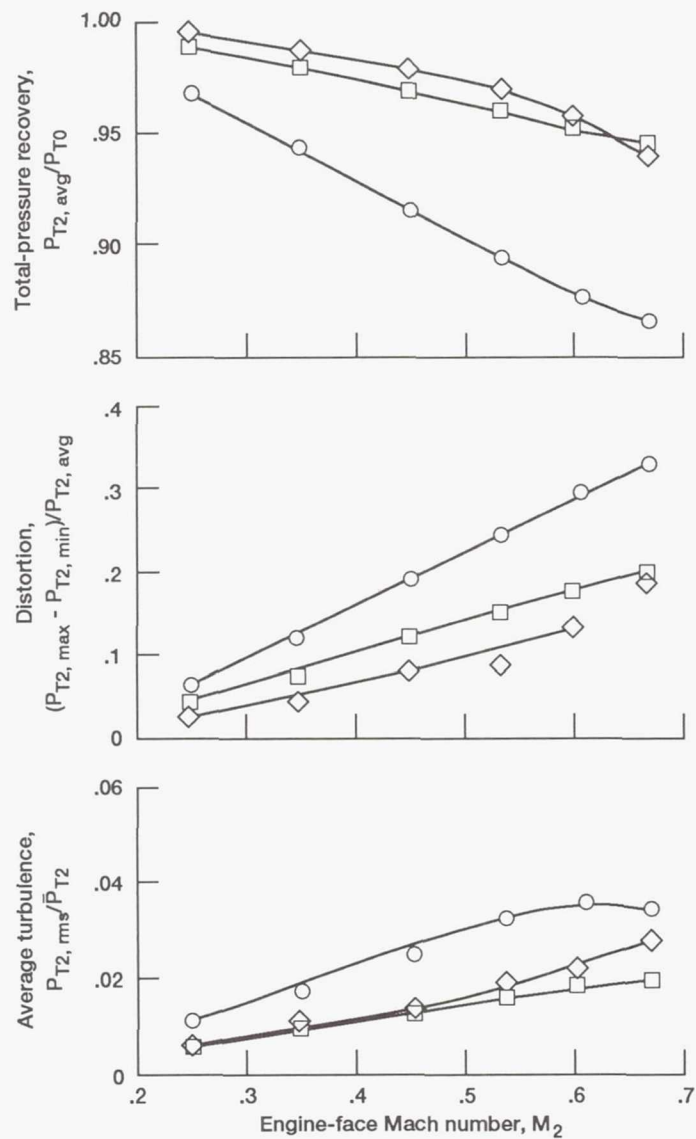 Total-pressure recovery,
PT2, avg/PT0
1.00
.95
.90
.85
Distortion,
(PT2, max - PT2, min)/PT2, avg
.4
.3
.2
.1
0
Average turbulence,
PT2, rms/P̄T2
.06
.04
.02
0
.2 .3 .4 .5 .6 .7
Engine-face Mach number, M2